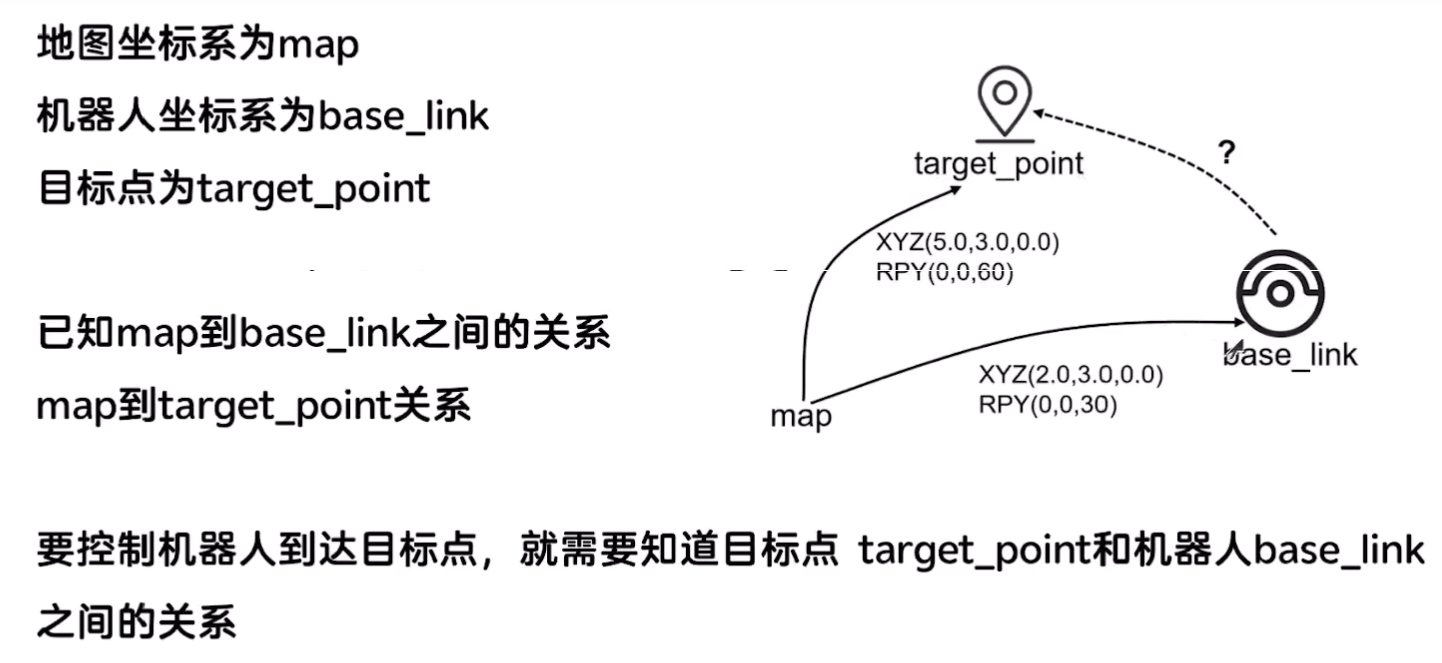 地图坐标系为map
机器人坐标系为base_link
目标点为target_point
已知map到base_link之间的关系
map到target_point关系
要控制机器人到达目标点，就需要知道目标点 target_point和机器人base_link
之间的关系
?
target_point
XYZ(5.0,3.0,0.0)
RPY(0,0,60)
base_link
XYZ(2.0,3.0,0.0)
RPY(0,0,30)
map